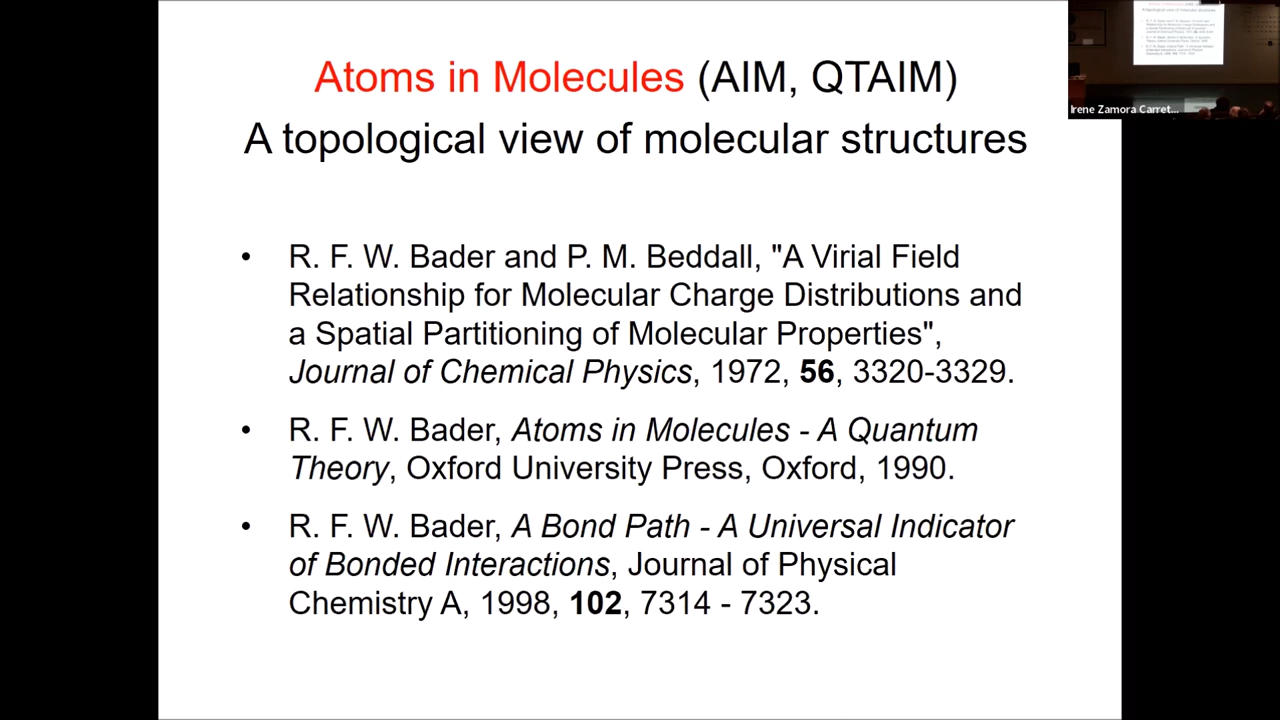 Atoms in Molecules (AIM, QTAIM)
A topological view of molecular structures
• R. F. W. Bader and P. M. Beddall, "A Virial Field
Relationship for Molecular Charge Distributions and
a Spatial Partitioning of Molecular Properties",
Journal of Chemical Physics, 1972, 56, 3320-3329.
• R. F. W. Bader, Atoms in Molecules - A Quantum
Theory, Oxford University Press, Oxford, 1990.
• R. F. W. Bader, A Bond Path - A Universal Indicator
of Bonded Interactions, Journal of Physical
Chemistry A, 1998, 102, 7314 - 7323.
Irene Zamora Carret...